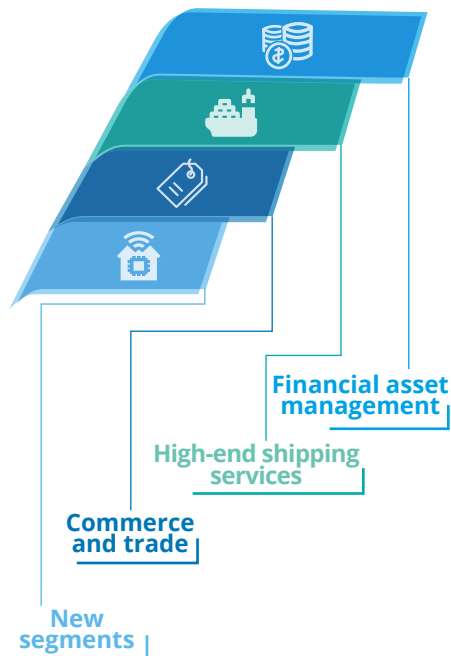 Financial asset
management
High-end shipping
services
Commerce
and trade
New
segments